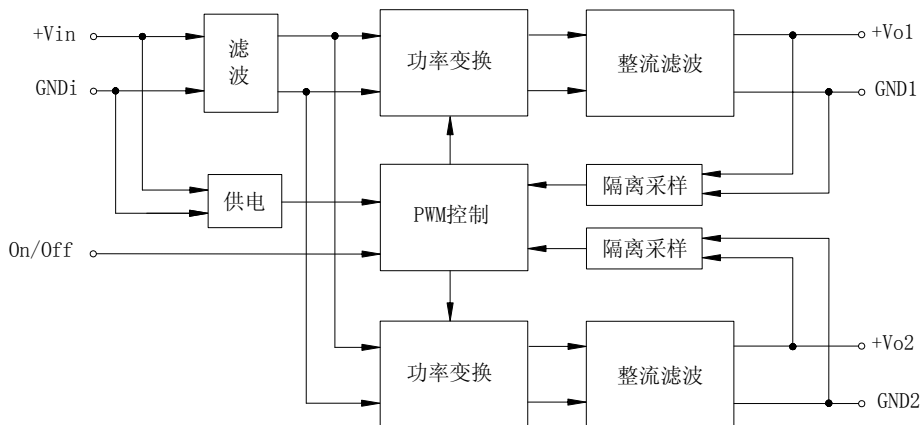 +Vin
滤
波
功率变换
整流滤波
+Vo1
GNDi
GND1
供电
PWM控制
隔离采样
On/Off
隔离采样
功率变换
整流滤波
+Vo2
GND2